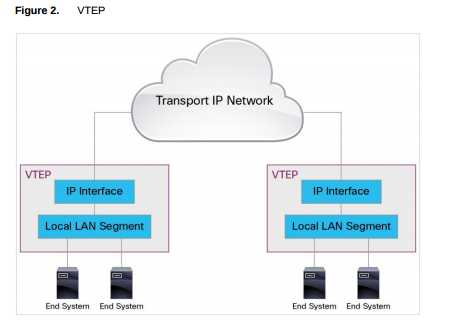 Figure 2. VTEP
Transport IP Network
VTEP
IP Interface
Local LAN Segment
End System End System
VTEP
IP Interface
Local LAN Segment
End System End System